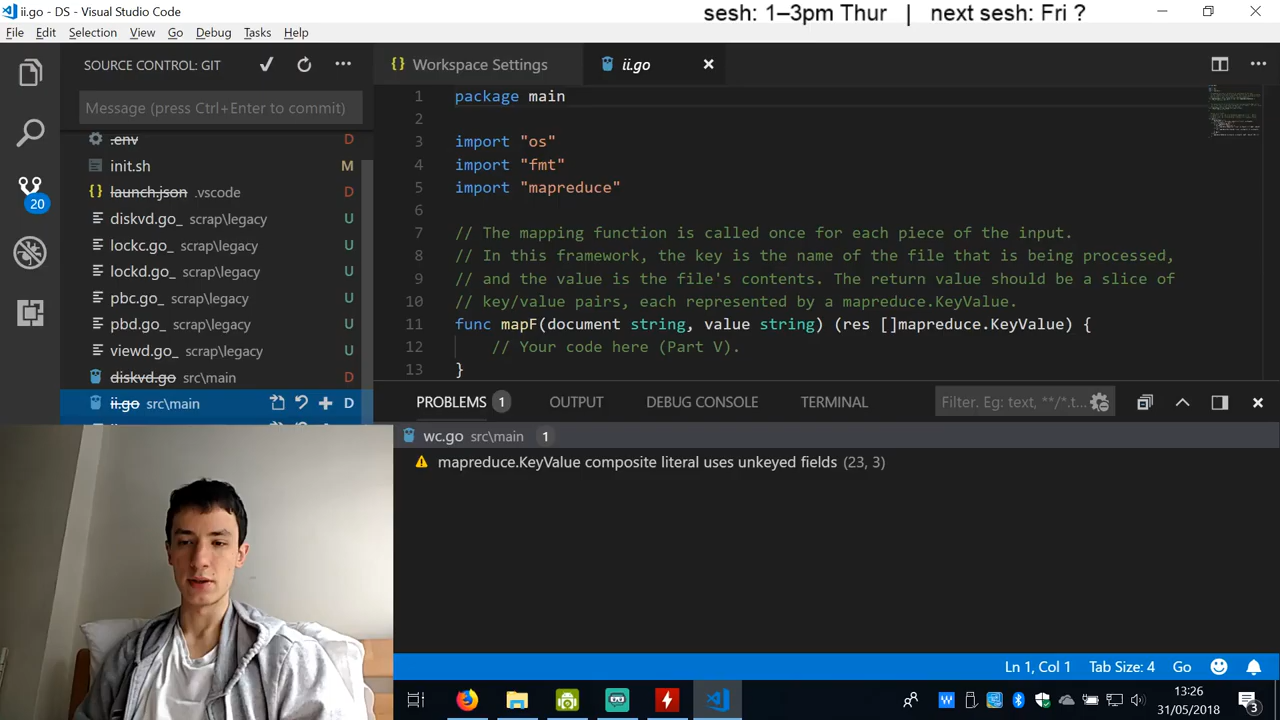 ii.go - DS - Visual Studio Code
sesh: 1–3pm Thur | next sesh: Fri ?
File Edit Selection View Go Debug Tasks Help
SOURCE CONTROL: GIT
Message (press Ctrl+Enter to commit)
.env D
init.sh M
launch.json .vscode D
diskvd.go_ scrap\legacy U
lockc.go_ scrap\legacy U
lockd.go_ scrap\legacy U
pbc.go_ scrap\legacy U
pbd.go_ scrap\legacy U
viewd.go_ scrap\legacy U
diskvd.go src\main D
ii.go src\main D
20
Workspace Settings ii.go
1 package main
2
3 import "os"
4 import "fmt"
5 import "mapreduce"
6
7 // The mapping function is called once for each piece of the input.
8 // In this framework, the key is the name of the file that is being processed,
9 // and the value is the file's contents. The return value should be a slice of
10 // key/value pairs, each represented by a mapreduce.KeyValue.
11 func mapF(document string, value string) (res []mapreduce.KeyValue) {
12 // Your code here (Part V).
13 }
PROBLEMS 1 OUTPUT DEBUG CONSOLE TERMINAL Filter. Eg: text, **/*.t...
wc.go src\main 1
mapreduce.KeyValue composite literal uses unkeyed fields (23, 3)
Ln 1, Col 1 Tab Size: 4 Go
13:26
31/05/2018
3